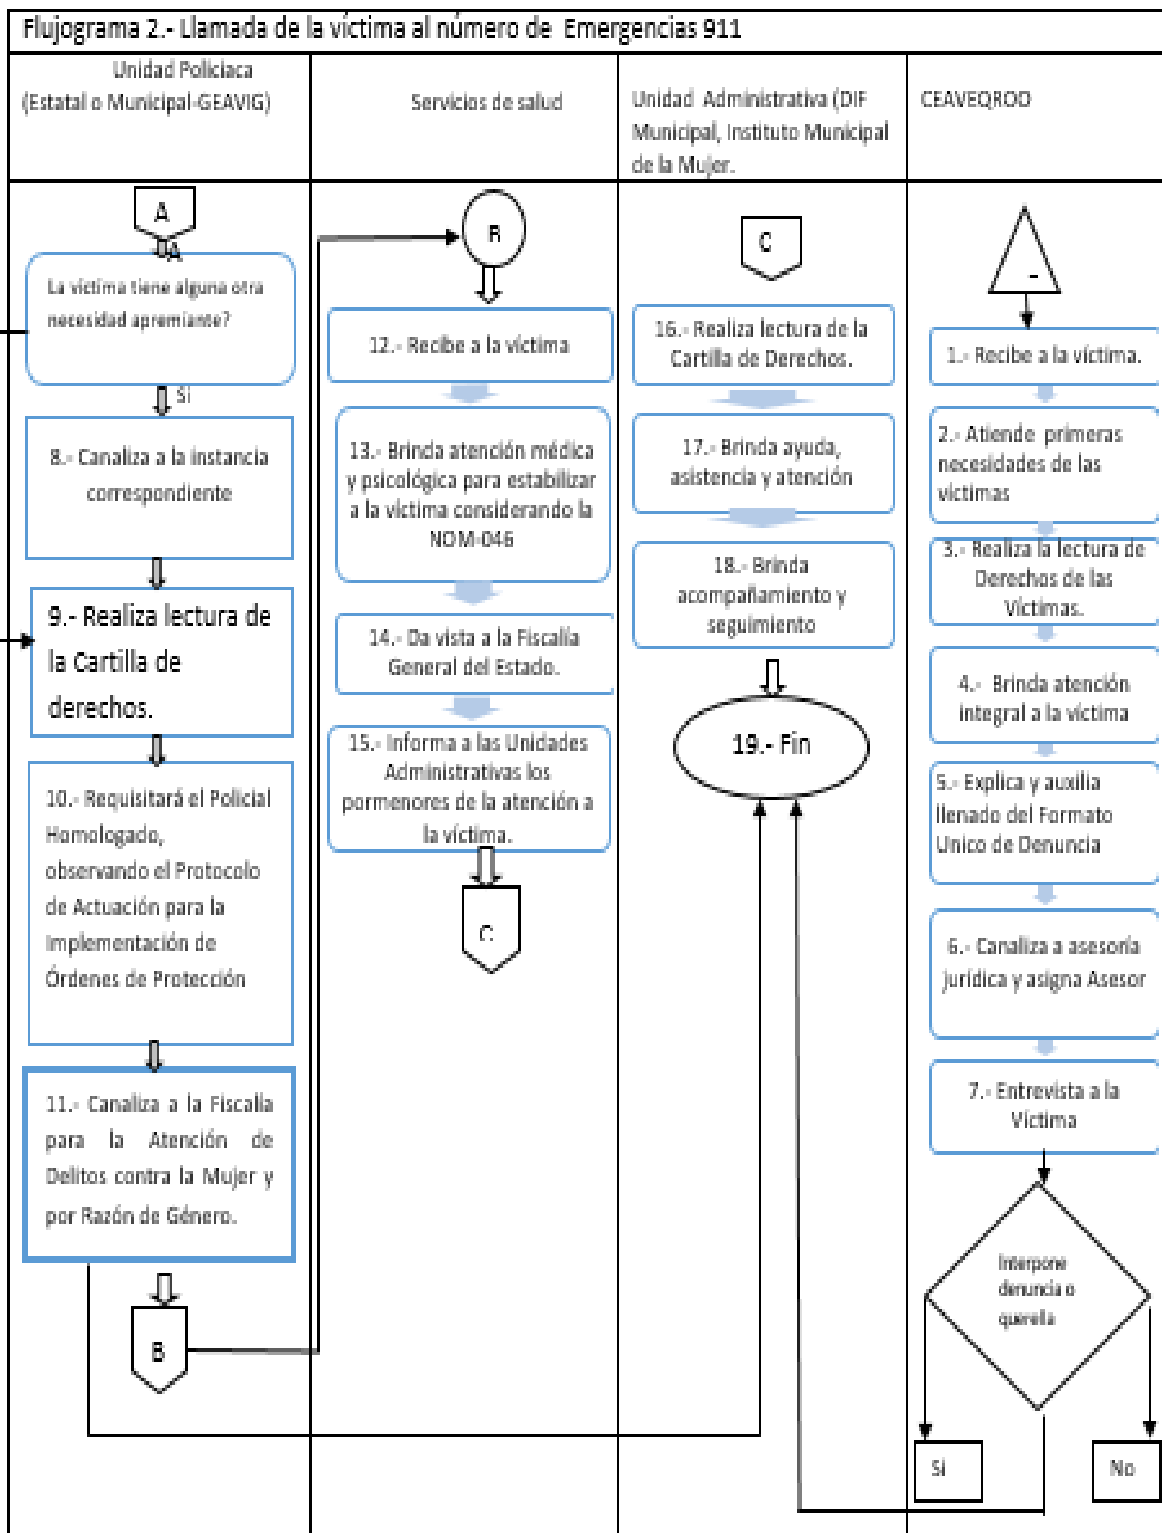 Flujograma 2.- Llamada de la víctima al número de Emergencias 911
Unidad Policiaca
(Estatal o Municipal-GEAVIG)
Servicios de salud
Unidad Administrativa (DIF
Municipal, Instituto Municipal
de la Mujer.
CEAVEQROO
A
A
La víctima tiene alguna otra
necesidad apremiante?
Sí
8.- Canaliza a la instancia
correspondiente
9.- Realiza lectura de
la Cartilla de
derechos.
10.- Requisitará el Policial
Homologado,
observando el Protocolo
de Actuación para la
Implementación de
Órdenes de Protección
11.- Canaliza a la Fiscalía
para la Atención de
Delitos contra la Mujer y
por Razón de Género.
B
B
12.- Recibe a la víctima
13.- Brinda atención médica
y psicológica para estabilizar
a la víctima considerando la
NOM-046
14.- Da vista a la Fiscalía
General del Estado.
15.- Informa a las Unidades
Administrativas los
pormenores de la atención a
la víctima.
C
C
16.- Realiza lectura de la
Cartilla de Derechos.
17.- Brinda ayuda,
asistencia y atención
18.- Brinda
acompañamiento y
seguimiento
19.- Fin
1.- Recibe a la víctima.
2.- Atiende primeras
necesidades de las
víctimas
3.- Realiza la lectura de
Derechos de las
Víctimas.
4.- Brinda atención
integral a la víctima
5.- Explica y auxilia
llenado del Formato
Unico de Denuncia
6.- Canaliza a asesoría
jurídica y asigna Asesor
7.- Entrevista a la
Víctima
Interpone
denuncia o
querella
Si
No